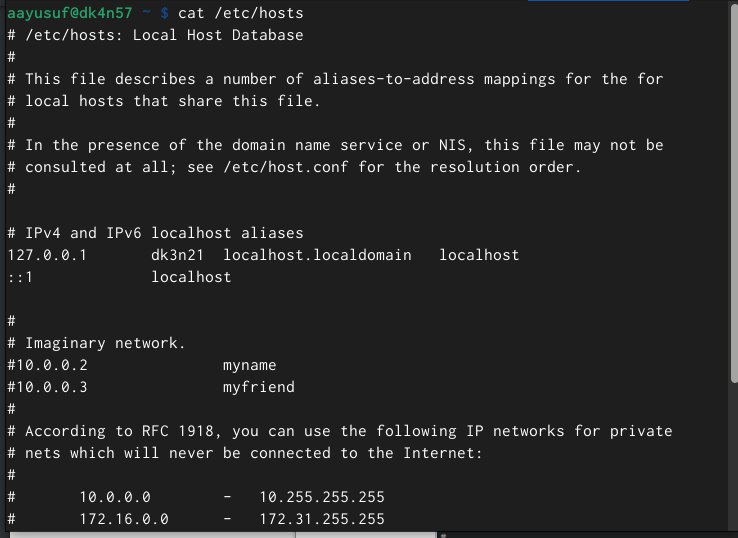 aayusuf@dk4n57 ~ $ cat /etc/hosts
# /etc/hosts: Local Host Database
#
# This file describes a number of aliases-to-address mappings for the for
# local hosts that share this file.
#
# In the presence of the domain name service or NIS, this file may not be
# consulted at all; see /etc/host.conf for the resolution order.
#
# IPv4 and IPv6 localhost aliases
127.0.0.1       dk3n21  localhost.localdomain   localhost
::1             localhost
#
# Imaginary network.
#10.0.0.2               myname
#10.0.0.3               myfriend
#
# According to RFC 1918, you can use the following IP networks for private
# nets which will never be connected to the Internet:
#
#       10.0.0.0        -   10.255.255.255
#       172.16.0.0      -   172.31.255.255